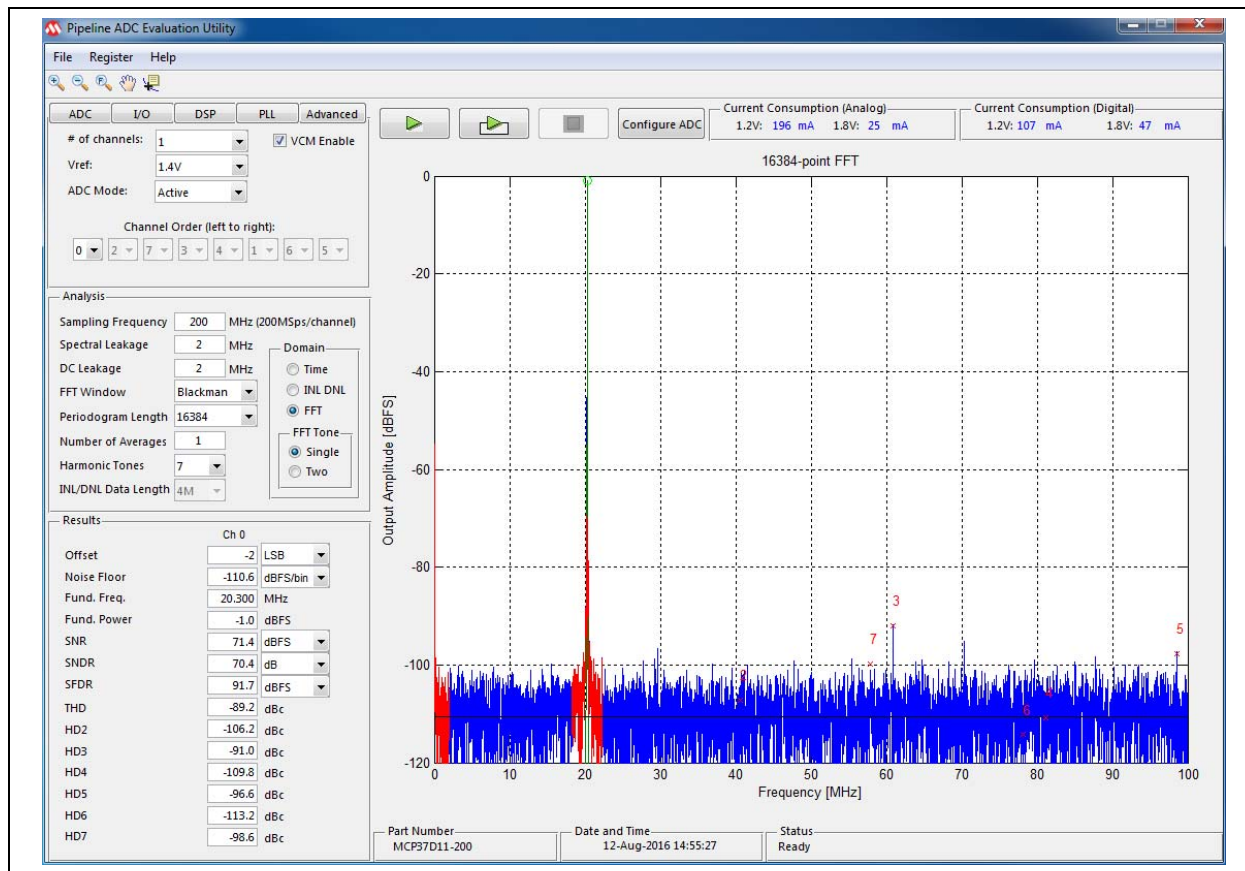 Pipeline ADC Evaluation Utility
File Register Help
ADC I/O DSP PLL Advanced
# of channels: 1 VCM Enable
Vref: 1.4V
ADC Mode: Active
Channel Order (left to right):
0 2 7 3 4 1 6 5
Configure ADC
Current Consumption (Analog)
1.2V: 196 mA 1.8V: 25 mA
Current Consumption (Digital)
1.2V: 107 mA 1.8V: 47 mA
Analysis
Sampling Frequency 200 MHz (200MSps/channel)
Spectral Leakage 2 MHz
DC Leakage 2 MHz
FFT Window Blackman
Periodogram Length 16384
Number of Averages 1
Harmonic Tones 7
INL/DNL Data Length 4M
Domain
Time
INL DNL
FFT
FFT Tone
Single
Two
Results
Ch 0
Offset -2 LSB
Noise Floor -110.6 dBFS/bin
Fund. Freq. 20.300 MHz
Fund. Power -1.0 dBFS
SNR 71.4 dBFS
SNDR 70.4 dB
SFDR 91.7 dBFS
THD -89.2 dBc
HD2 -106.2 dBc
HD3 -91.0 dBc
HD4 -109.8 dBc
HD5 -96.6 dBc
HD6 -113.2 dBc
HD7 -98.6 dBc
16384-point FFT
Output Amplitude [dBFS]
0
-20
-40
-60
-80
-100
-120
3
5
7
6
0 10 20 30 40 50 60 70 80 90 100
Frequency [MHz]
Part Number
MCP37D11-200
Date and Time
12-Aug-2016 14:55:27
Status
Ready